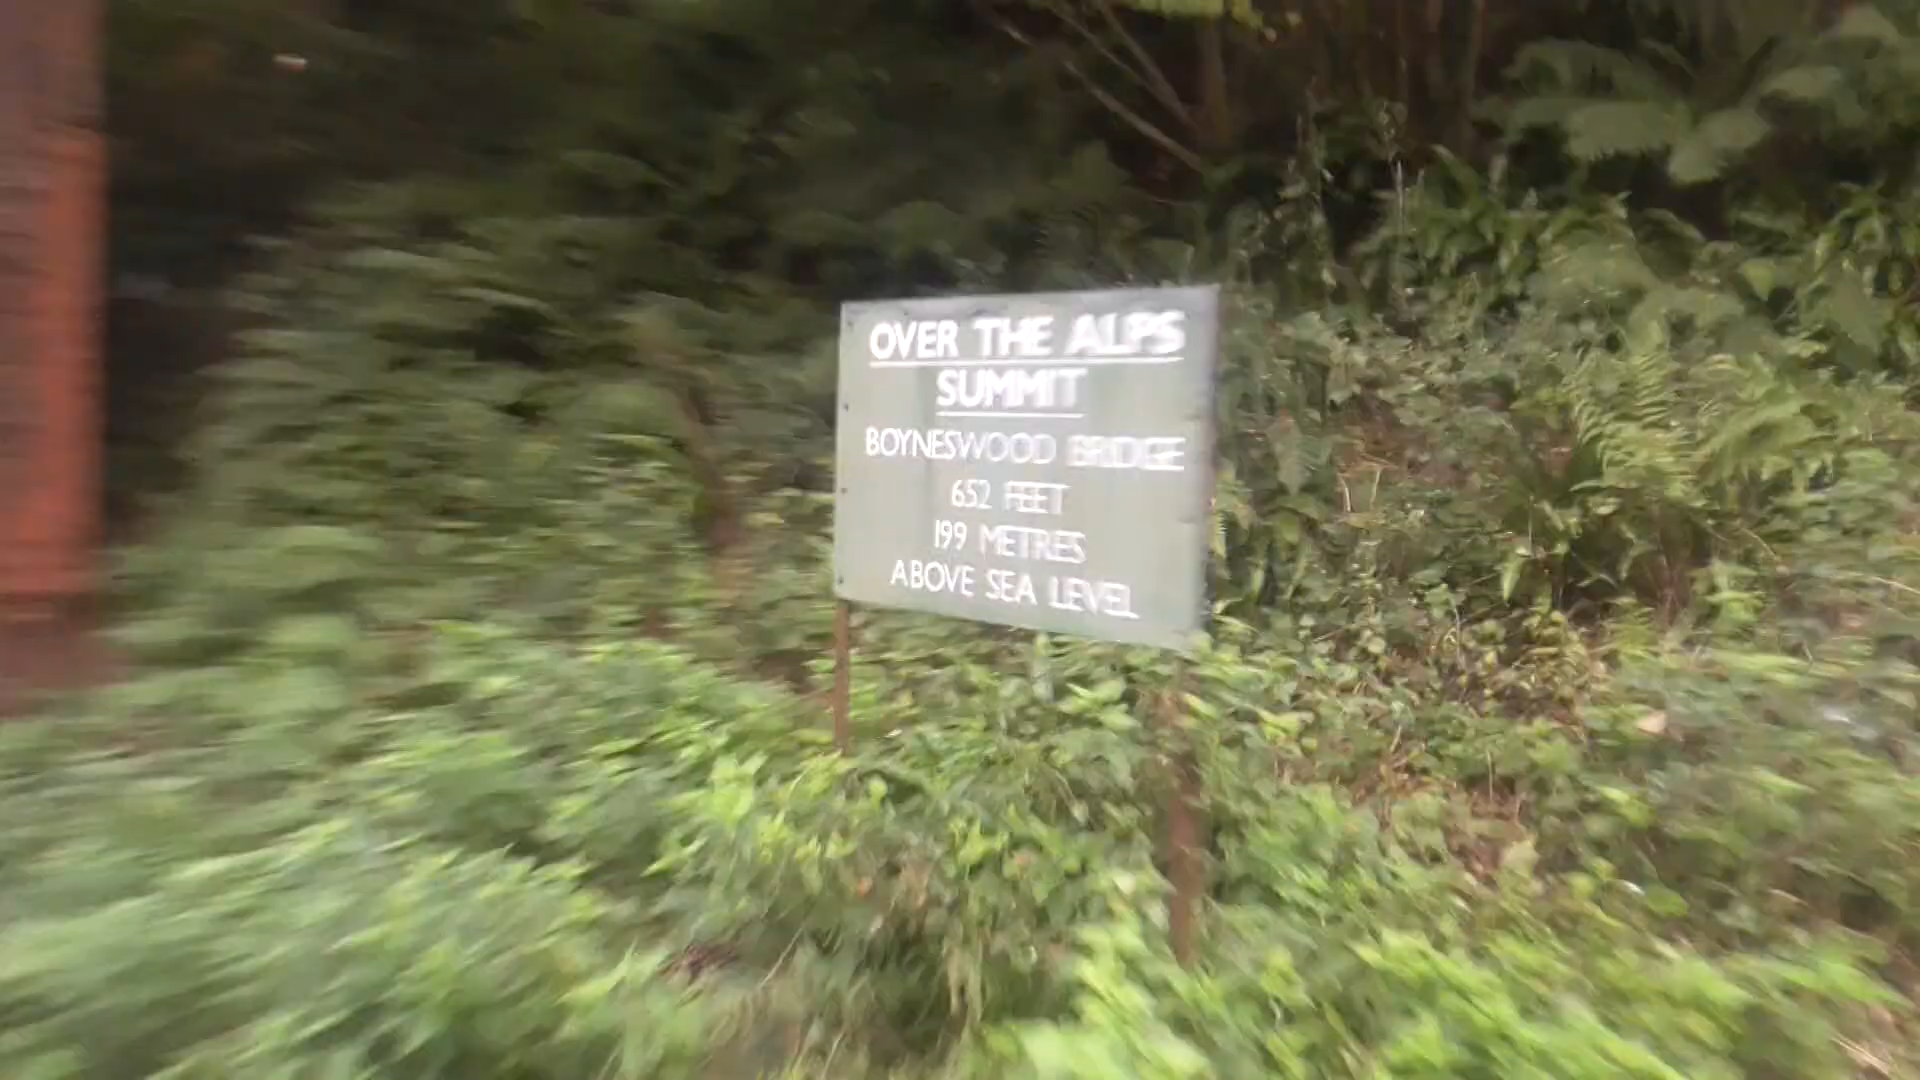 OVER THE ALPS
SUMMIT
BOYNESWOOD BRIDGE
652 FEET
199 METRES
ABOVE SEA LEVEL